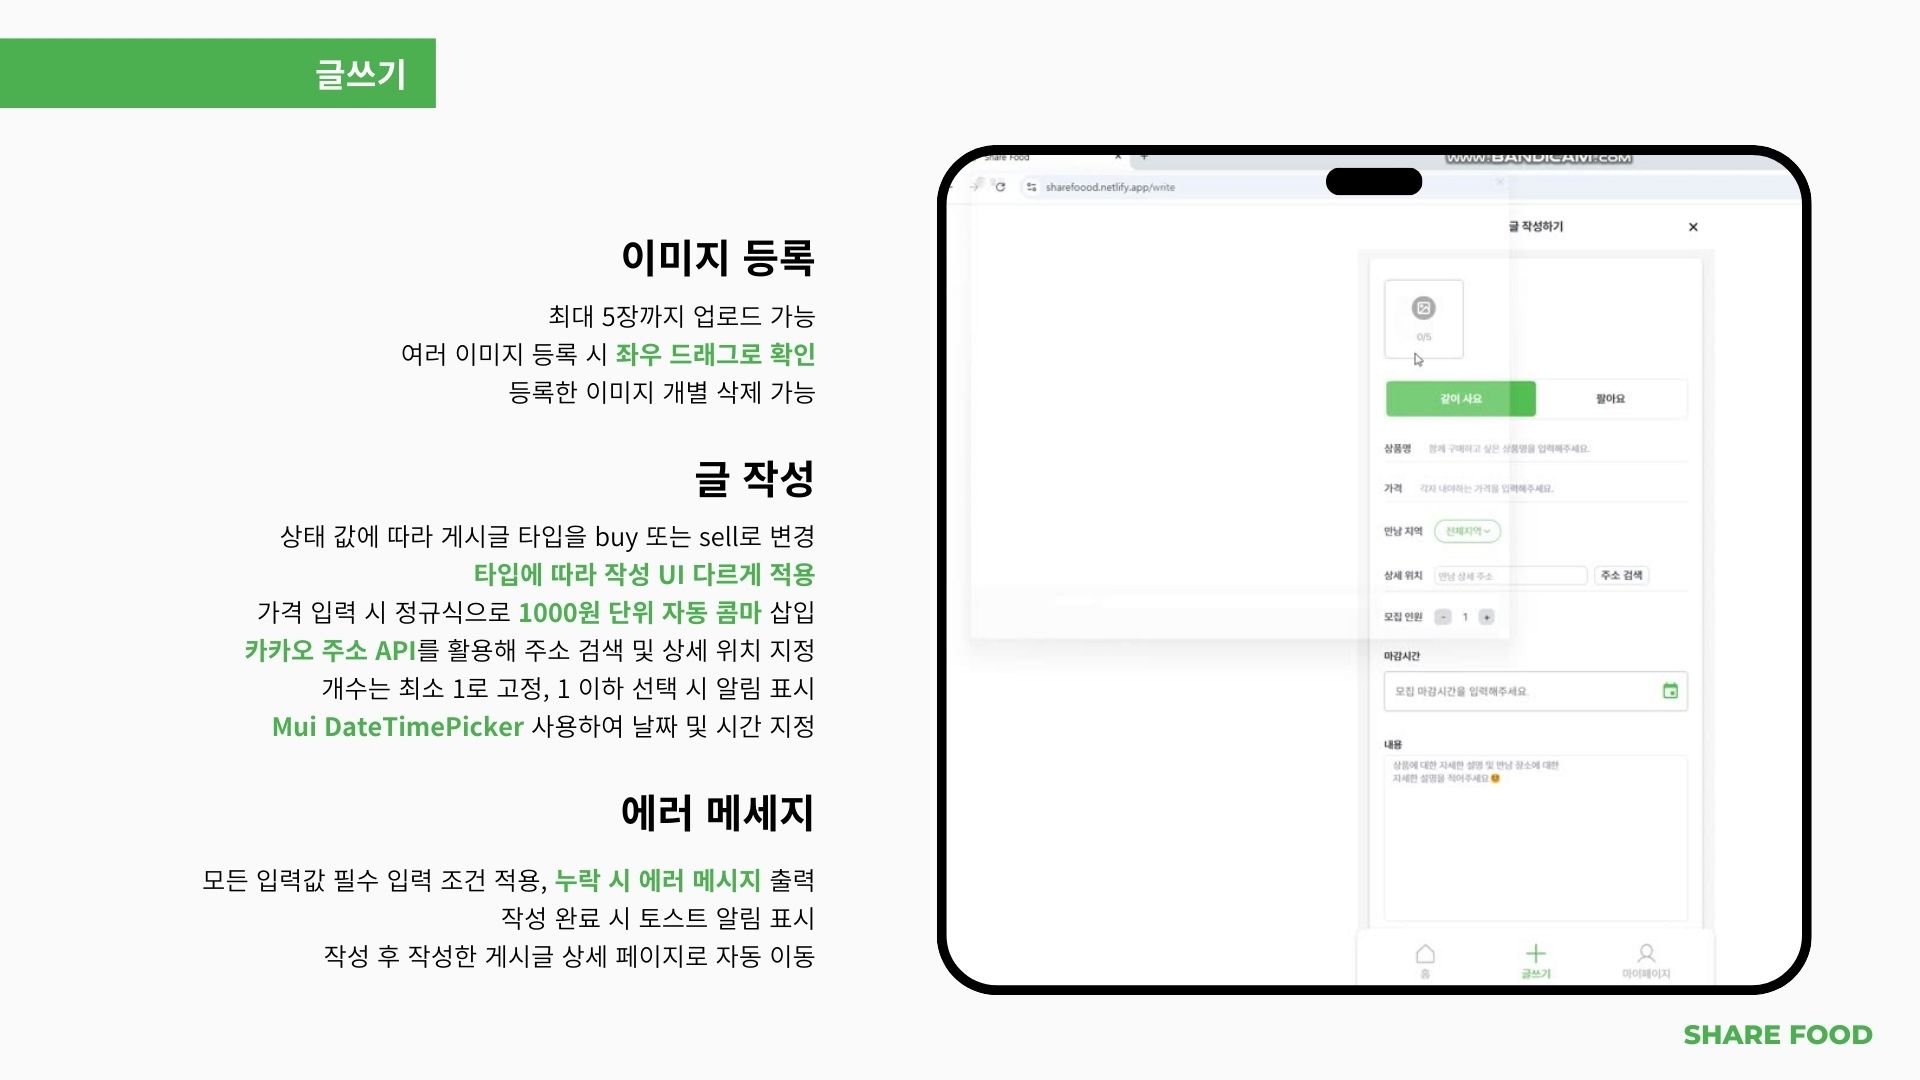 글쓰기
이미지 등록
최대 5장까지 업로드 가능
여러 이미지 등록 시 좌우 드래그로 확인
등록한 이미지 개별 삭제 가능
글 작성
상태 값에 따라 게시글 타입을 buy 또는 sell로 변경
타입에 따라 작성 UI 다르게 적용
가격 입력 시 정규식으로 1000원 단위 자동 콤마 삽입
카카오 주소 API를 활용해 주소 검색 및 상세 위치 지정
개수는 최소 1로 고정, 1 이하 선택 시 알림 표시
Mui DateTimePicker 사용하여 날짜 및 시간 지정
에러 메세지
모든 입력값 필수 입력 조건 적용, 누락 시 에러 메시지 출력
작성 완료 시 토스트 알림 표시
작성 후 작성한 게시글 상세 페이지로 자동 이동
Share Food
www.BANDICAM.com
sharefoood.netlify.app/write
글 작성하기
0/5
같이 사요
팔아요
상품명 함께 구매하고 싶은 상품명을 입력해주세요.
가격 각자 내야하는 가격을 입력해주세요.
만남 지역 전체지역
상세 위치 만남 상세 주소 주소 검색
모집 인원 - 1 +
마감시간
모집 마감시간을 입력해주세요.
내용
상품에 대한 자세한 설명 및 만남 장소에 대한
자세한 설명을 적어주세요😊
홈
글쓰기
마이페이지
SHARE FOOD